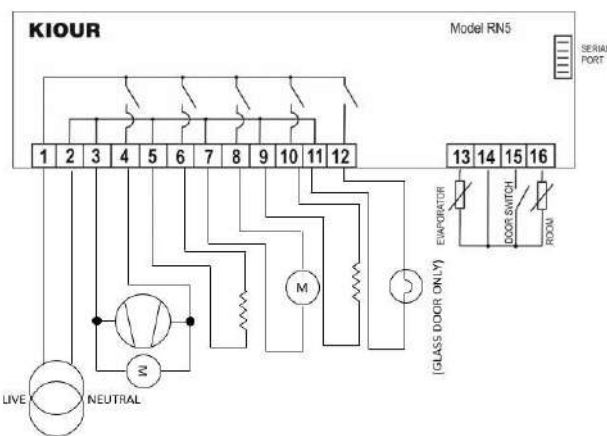 KIOUR
Model RN5
SERIAL
PORT
1 2 3 4 5 6 7 8 9 10 11 12
13 14 15 16
EVAPORATOR
DOOR SWITCH
ROOM
(GLASS DOOR ONLY)
M
M
LIVE
NEUTRAL